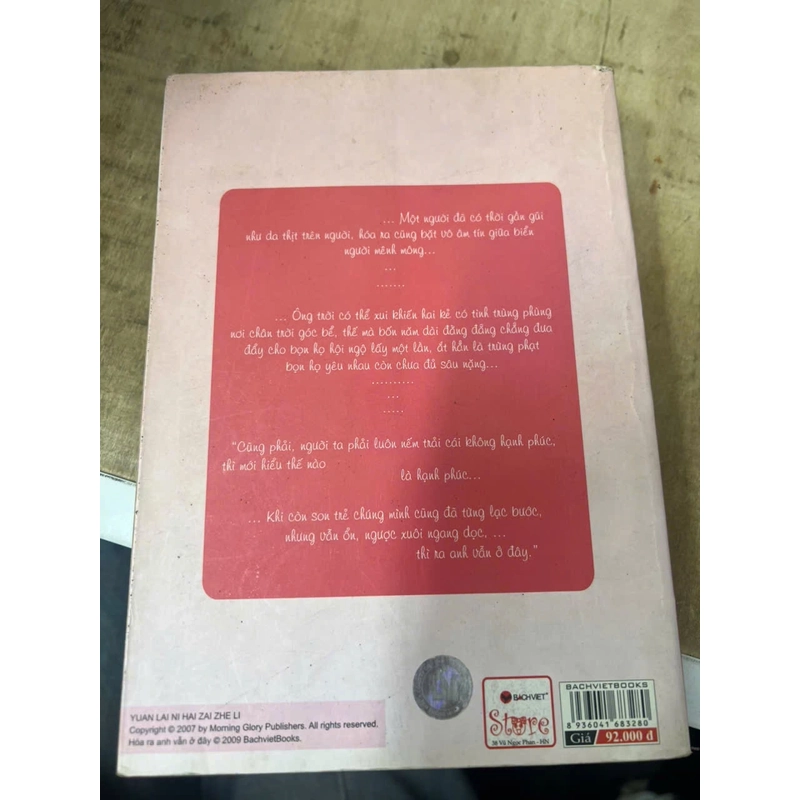 ... Một người đã có thời gần gũi
như da thịt trên người, hóa ra cũng bặt vô âm tín giữa biển
người mênh mông...
...
.......
... Ông trời có thể xui khiến hai kẻ có tình trùng phùng
nơi chân trời góc bể, thế mà bốn năm dài đằng đẵng chẳng đưa
đẩy cho bọn họ hội ngộ lấy một lần, ắt hẳn là trừng phạt
bọn họ yêu nhau còn chưa đủ sâu nặng...
..........
...
.....
"Cũng phải, người ta phải luôn nếm trải cái không hạnh phúc,
thì mới hiểu thế nào
là hạnh phúc...
... Khi còn son trẻ chúng mình cũng đã từng lạc bước,
nhưng vẫn ổn, ngược xuôi ngang dọc, ...
thì ra anh vẫn ở đây."
YUAN LAI NI HAI ZAI ZHE LI
Copyright © 2007 by Morning Glory Publishers. All rights reserved.
Hóa ra anh vẫn ở đây © 2009 BachvietBooks.
BACHVIET
Store
36 Vũ Ngọc Phan - HN
BACHVIETBOOKS
8 936041 683280
Giá 92.000 đ